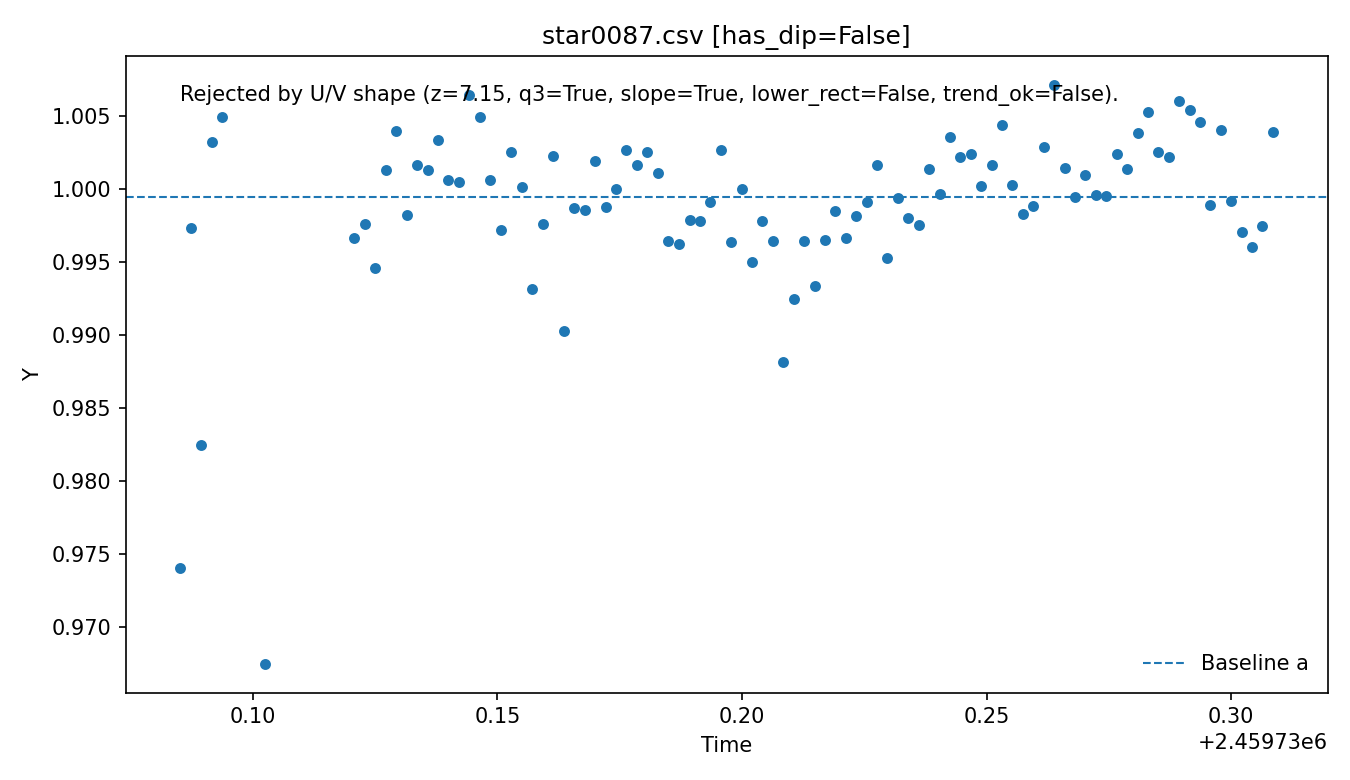 star0087.csv [has_dip=False]
Rejected by U/V shape (z=7.15, q3=True, slope=True, lower_rect=False, trend_ok=False).
1.005
1.000
0.995
0.990
0.985
0.980
0.975
0.970
Y
Baseline a
0.10 0.15 0.20 0.25 0.30
Time
+2.45973e6